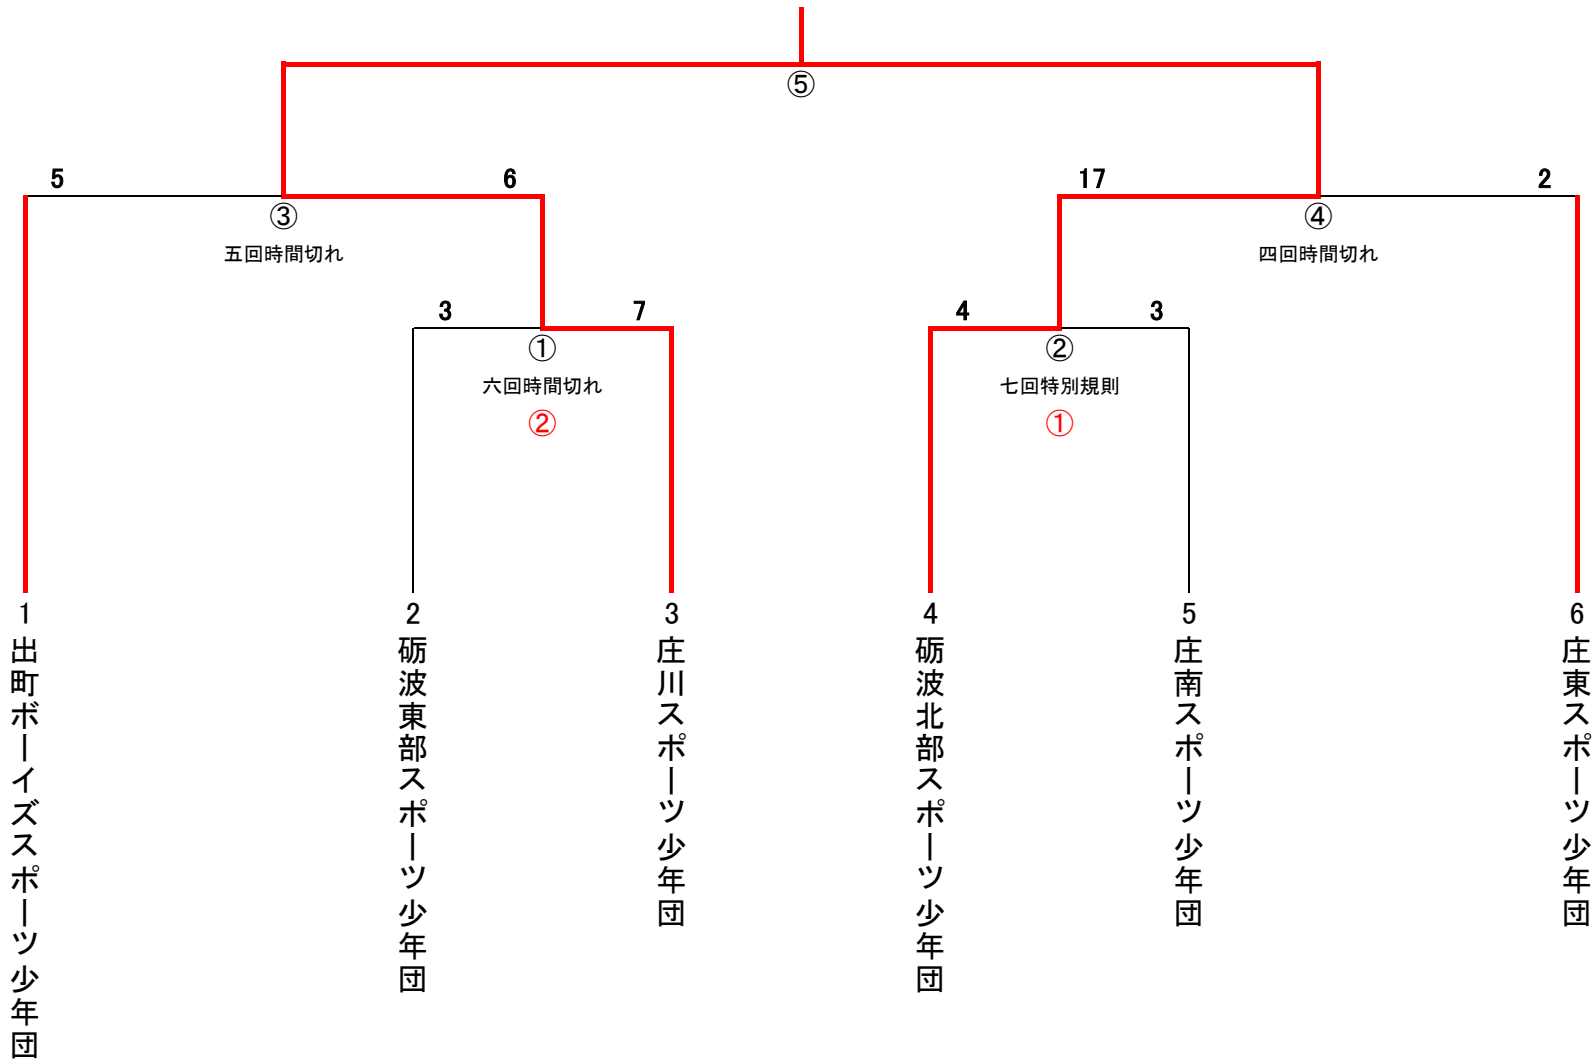 ⑤
5
6
17
2
③
④
五回時間切れ
四回時間切れ
3
7
4
3
①
②
六回時間切れ
七回特別規則
②
①
1
2
3
4
5
6
出町ボーイズスポーツ少年団
砺波東部スポーツ少年団
庄川スポーツ少年団
砺波北部スポーツ少年団
庄南スポーツ少年団
庄東スポーツ少年団